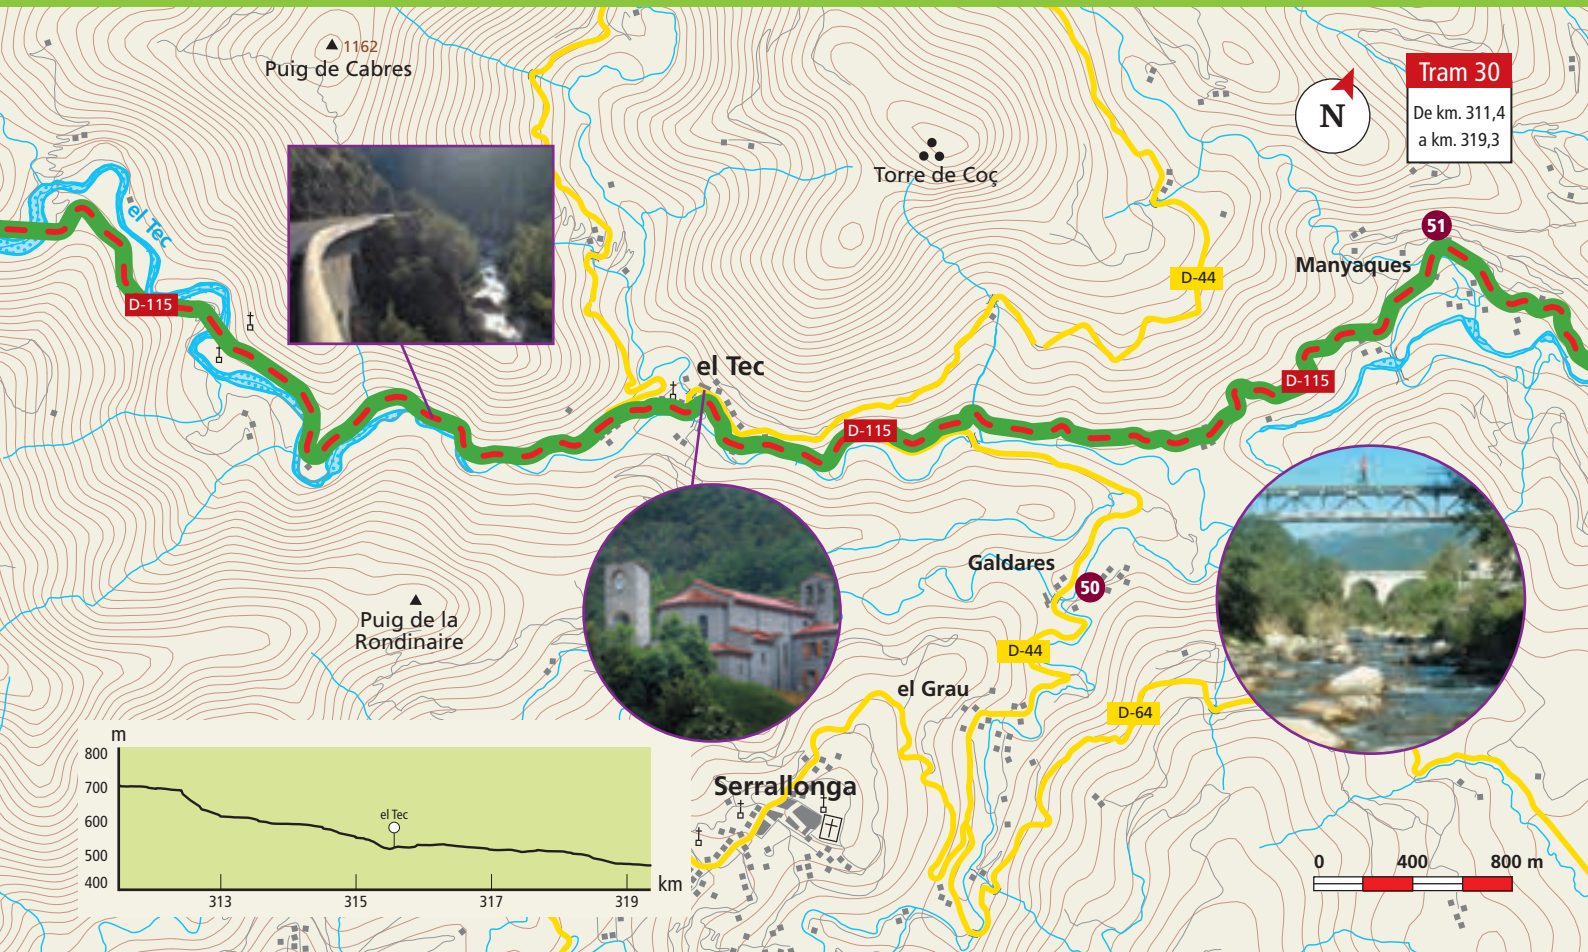 1162
Puig de Cabres
Tram 30
De km. 311,4
a km. 319,3
N
Torre de Coç
el Tec
51
Manyaques
D-44
D-115
el Tec
D-115
D-115
Galdares
50
Puig de la
Rondinaire
D-44
el Grau
D-64
Serrallonga
m
800
700
600
500
400
el Tec
km
313
315
317
319
0
400
800 m